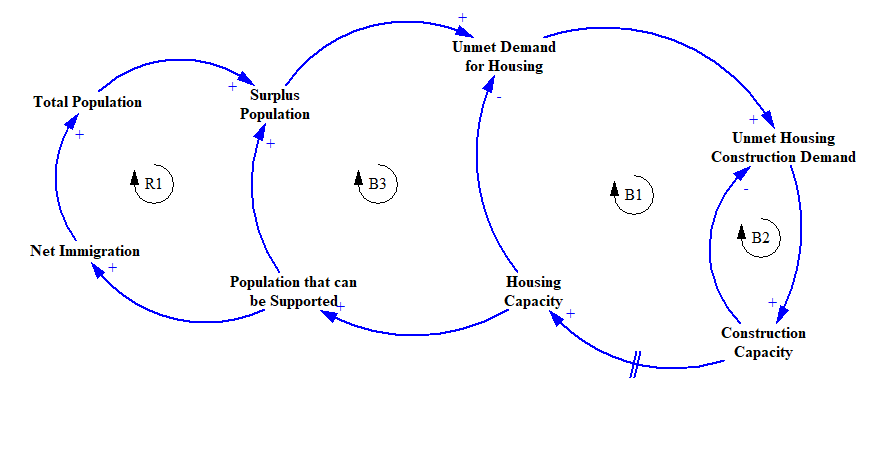 +
Unmet Demand
for Housing
Total Population
+
Surplus
Population
+
+
-
+
Unmet Housing
Construction Demand
-
R1
B3
B1
B2
Net Immigration
+
Population that can
be Supported
+
Housing
Capacity
+
+
Construction
Capacity